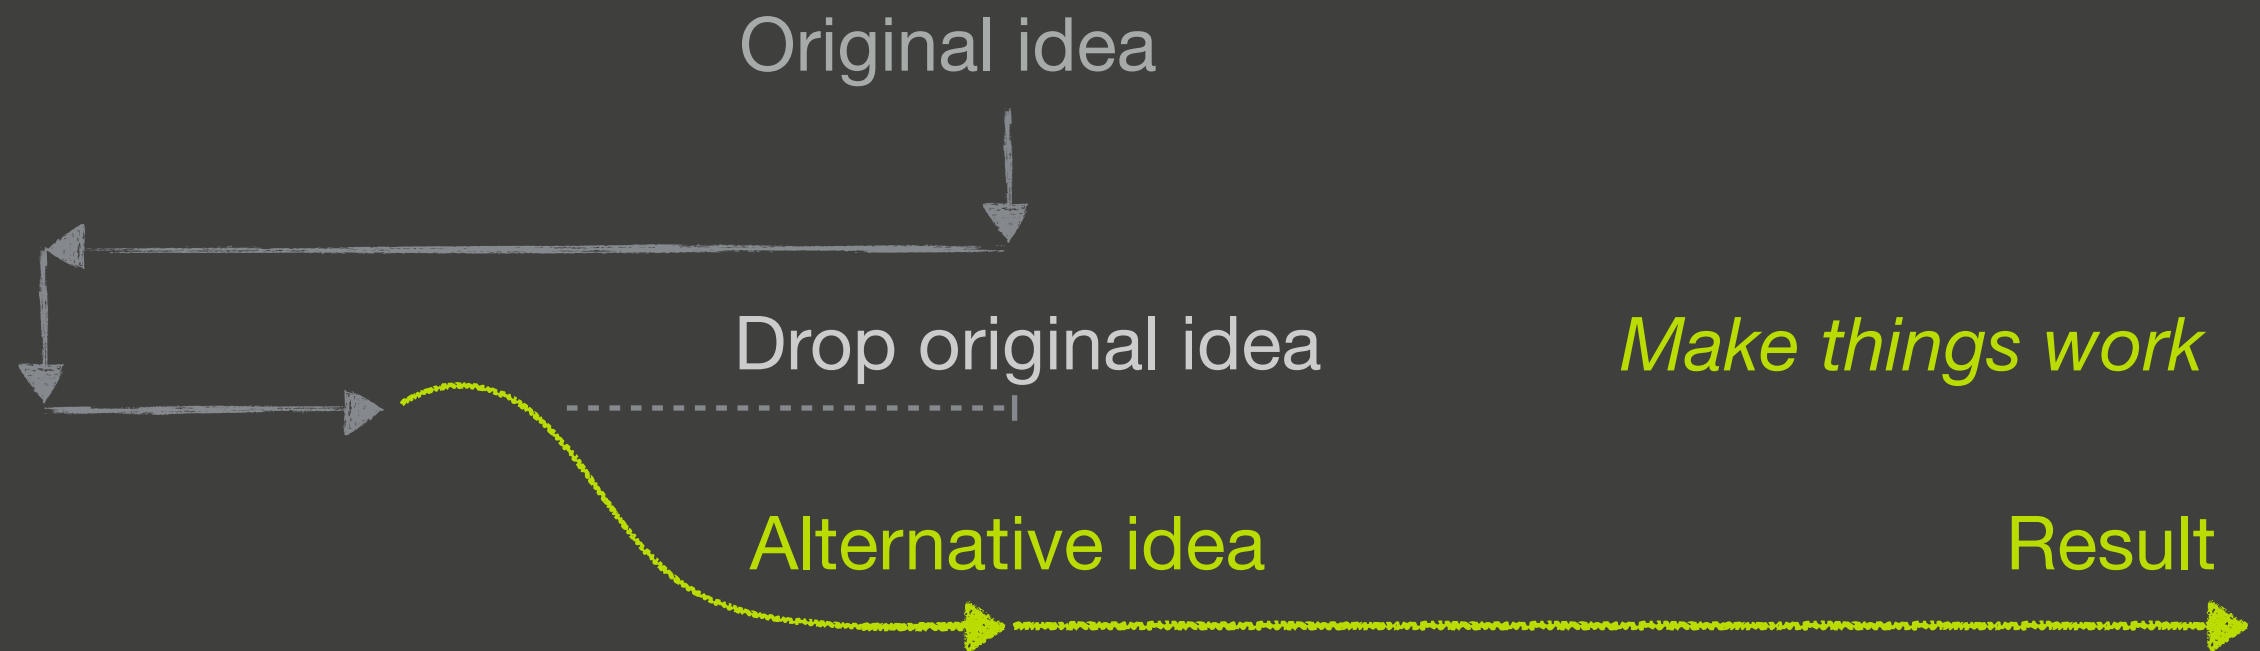 Original idea
Drop original idea
Make things work
Alternative idea
Result